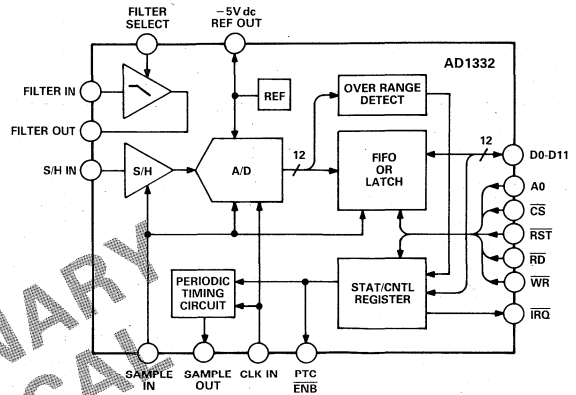 FILTER
SELECT
−5V dc
REF OUT
AD1332
FILTER IN
REF
OVER RANGE
DETECT
FILTER OUT
12
12
S/H IN
S/H
A/D
FIFO
OR
LATCH
D0-D11
A0
CS
RST
RD
WR
IRQ
PERIODIC
TIMING
CIRCUIT
STAT/CNTL
REGISTER
SAMPLE
IN
SAMPLE
OUT
CLK IN
PTC
ENB
NARY
CAL